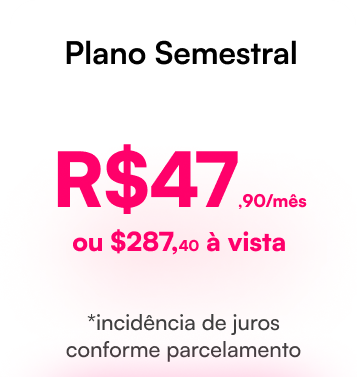 Plano Semestral
R$47,90/mês
ou $287,40 à vista
*incidência de juros
conforme parcelamento